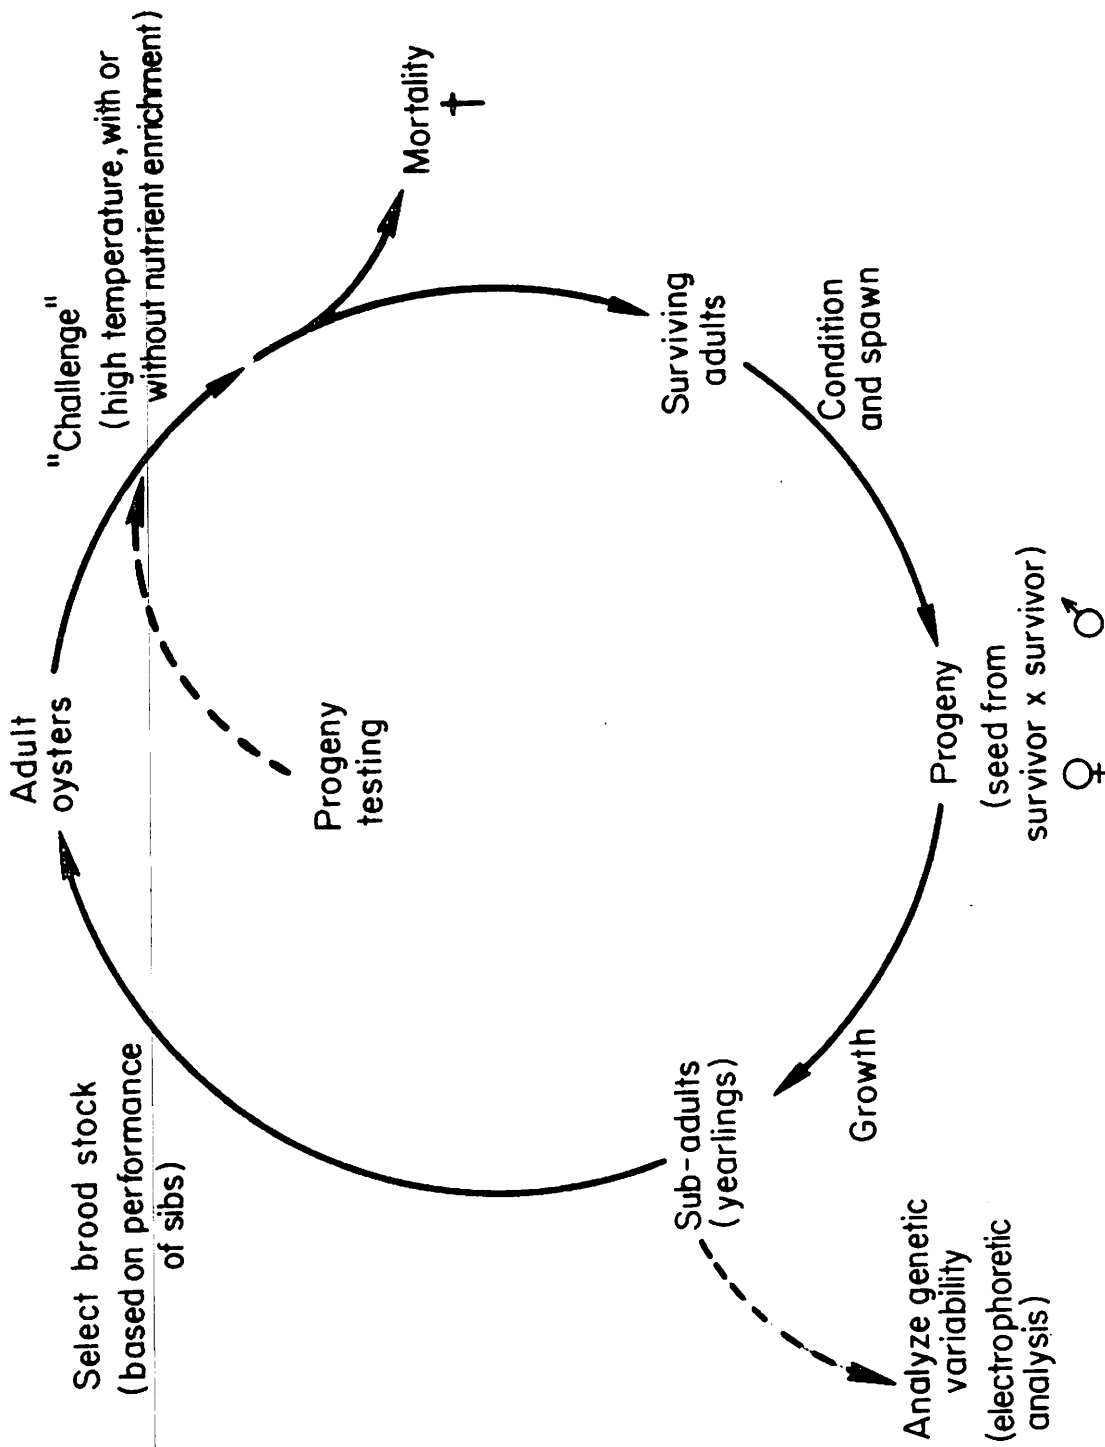 Adult
oysters
"Challenge"
(high temperature, with or
without nutrient enrichment)
Mortality
†
Surviving
adults
Condition
and spawn
Progeny
(seed from
survivor x survivor)
♀ ♂
Growth
Sub-adults
(yearlings)
Analyze genetic
variability
(electrophoretic
analysis)
Select brood stock
(based on performance
of sibs)
Progeny
testing